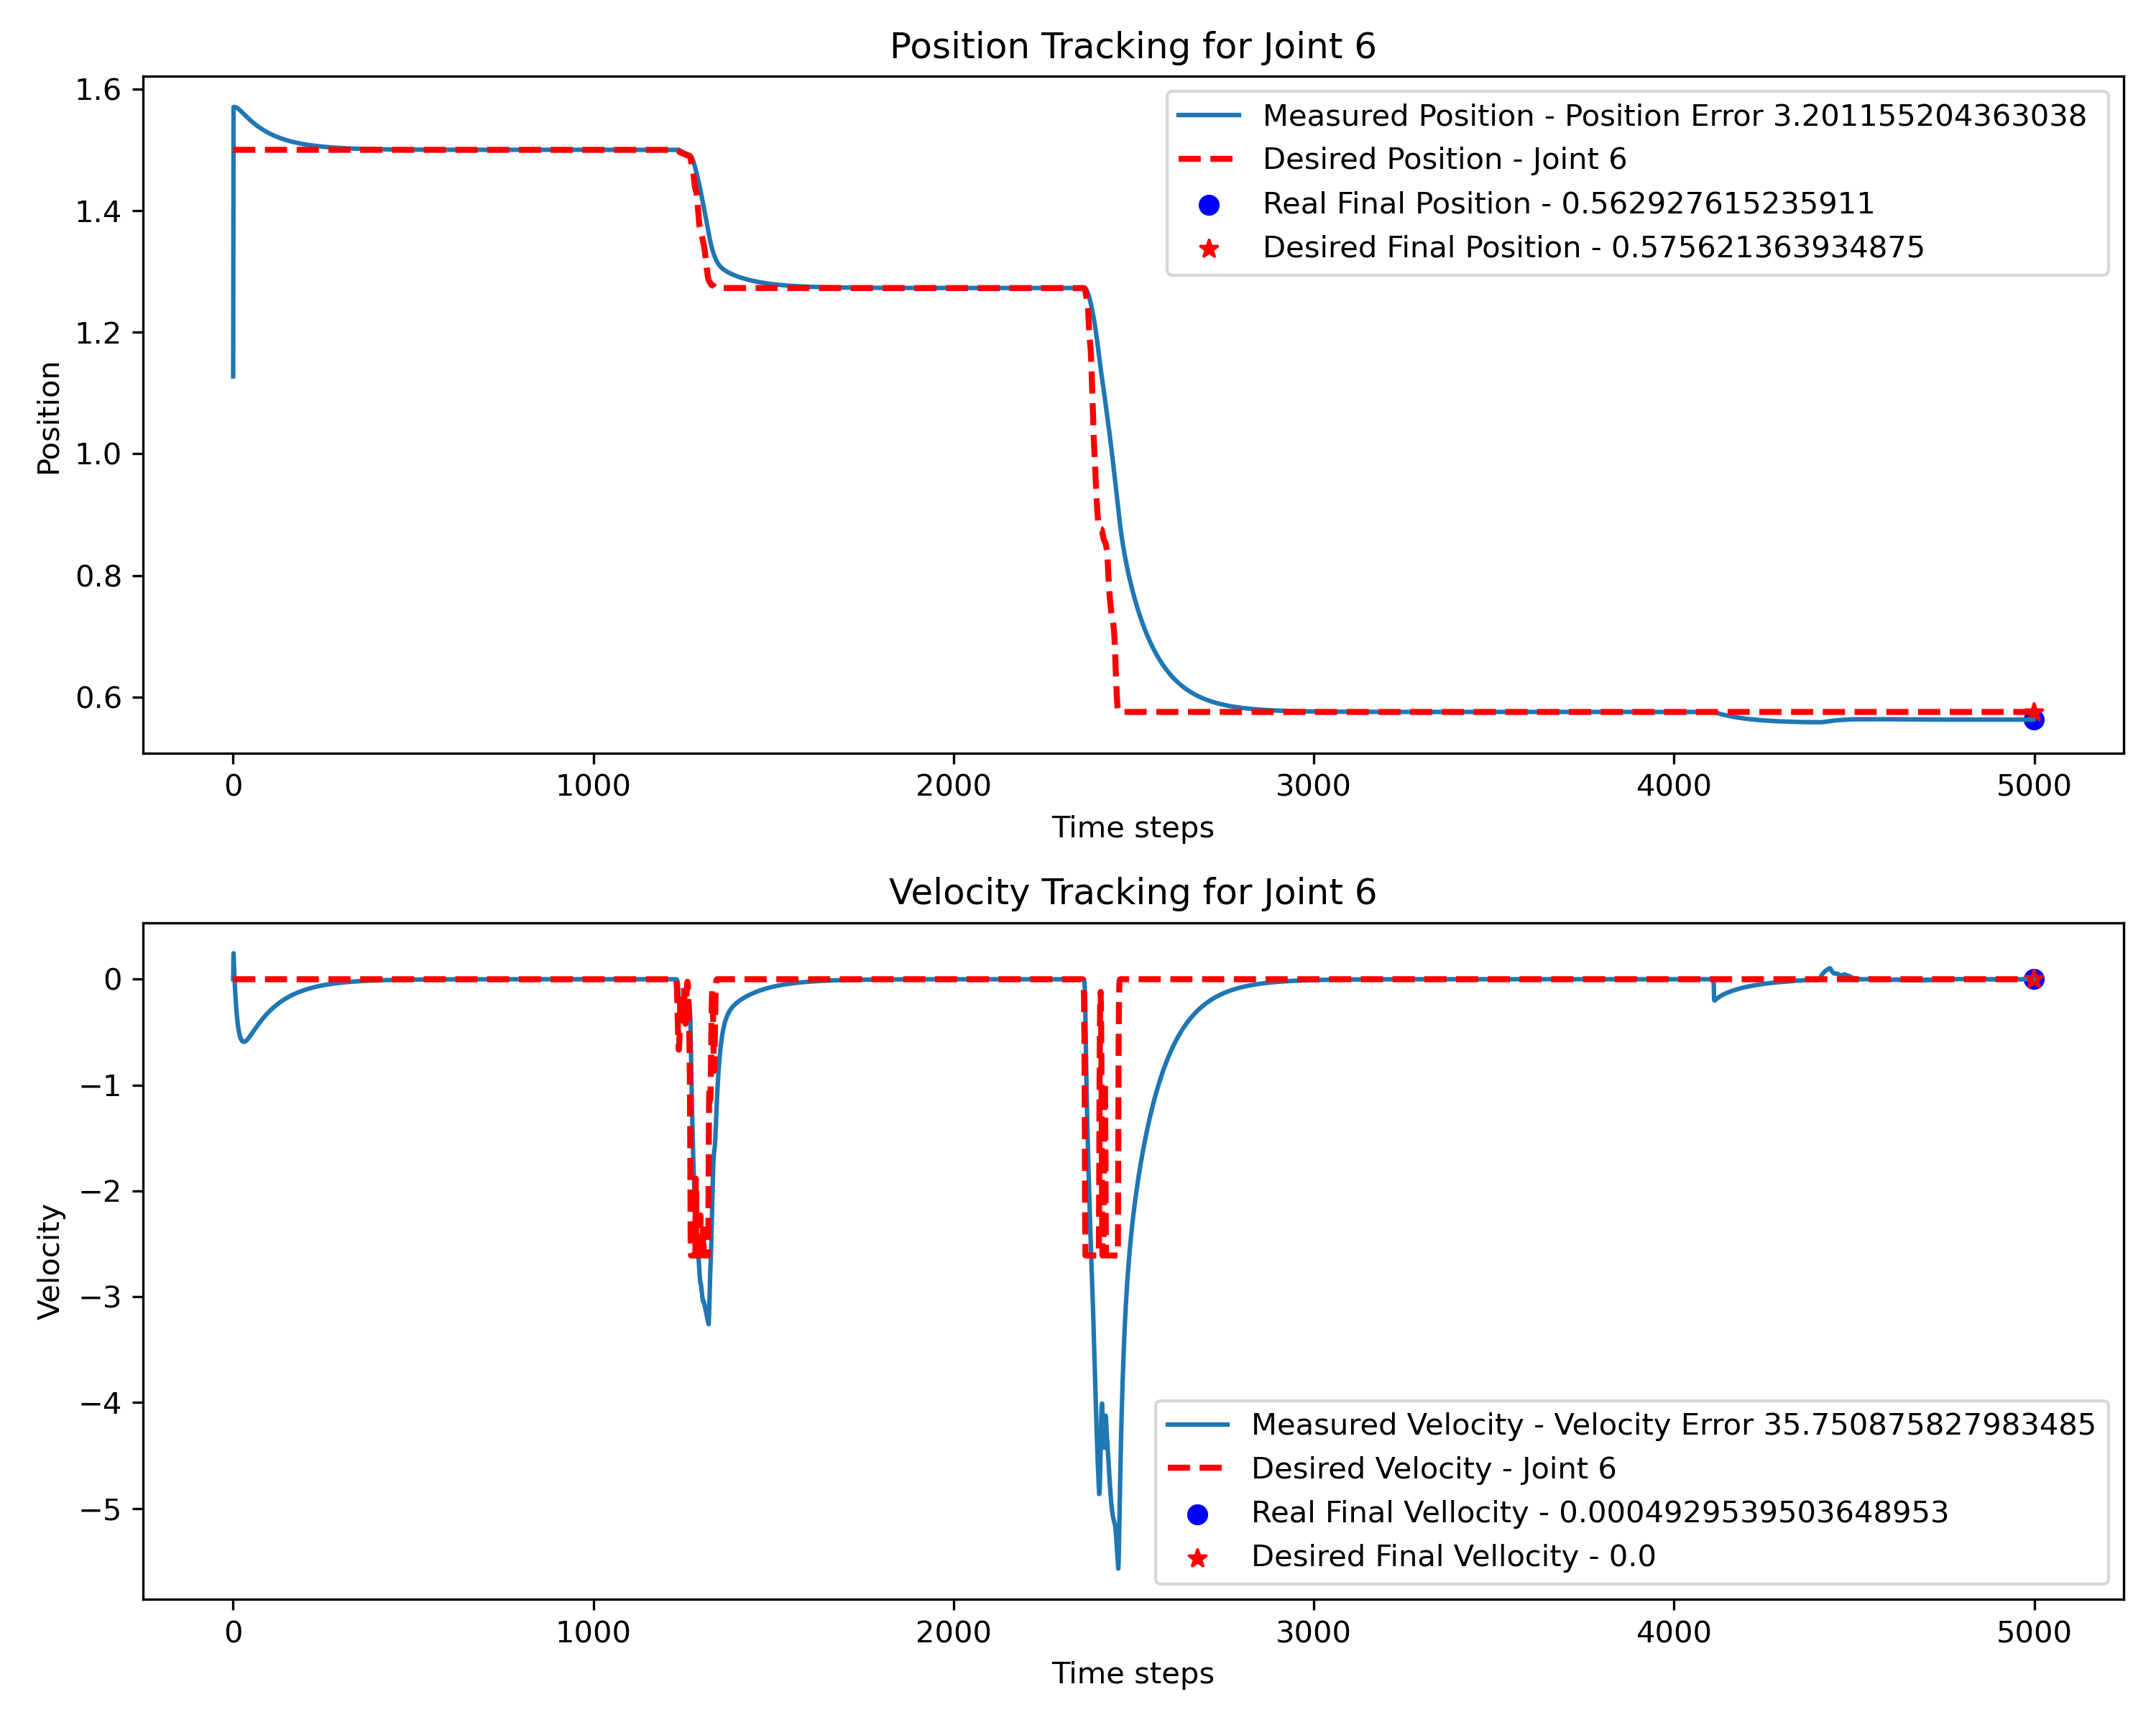 Position Tracking for Joint 6
Measured Position - Position Error 3.201155204363038
Desired Position - Joint 6
Real Final Position - 0.562927615235911
Desired Final Position - 0.575621363934875
Position
1.6
1.4
1.2
1.0
0.8
0.6
0 1000 2000 3000 4000 5000
Time steps
Velocity Tracking for Joint 6
Velocity
0
−1
−2
−3
−4
−5
Measured Velocity - Velocity Error 35.750875827983485
Desired Velocity - Joint 6
Real Final Vellocity - 0.0004929539503648953
Desired Final Vellocity - 0.0
0 1000 2000 3000 4000 5000
Time steps